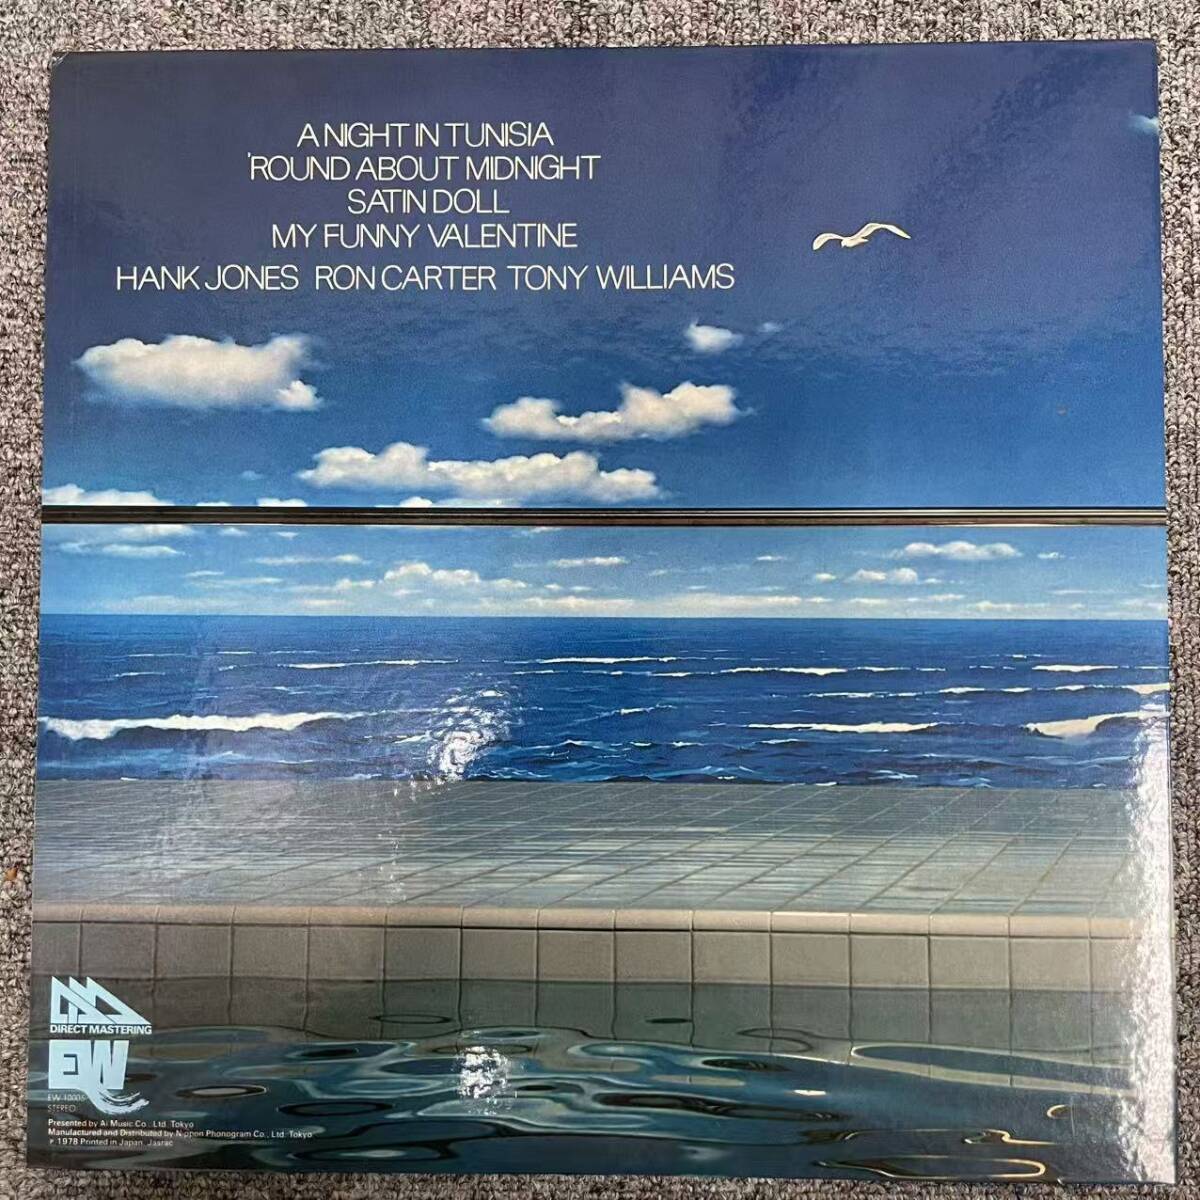 A NIGHT IN TUNISIA
'ROUND ABOUT MIDNIGHT
SATIN DOLL
MY FUNNY VALENTINE
HANK JONES RON CARTER TONY WILLIAMS
DIRECT MASTERING
EW
EW-10005
STEREO
Presented by Ai Music Co., Ltd. Tokyo
Manufactured and Distributed by Nippon Phonogram Co., Ltd. Tokyo
℗ 1978 Printed in Japan, Jasrac